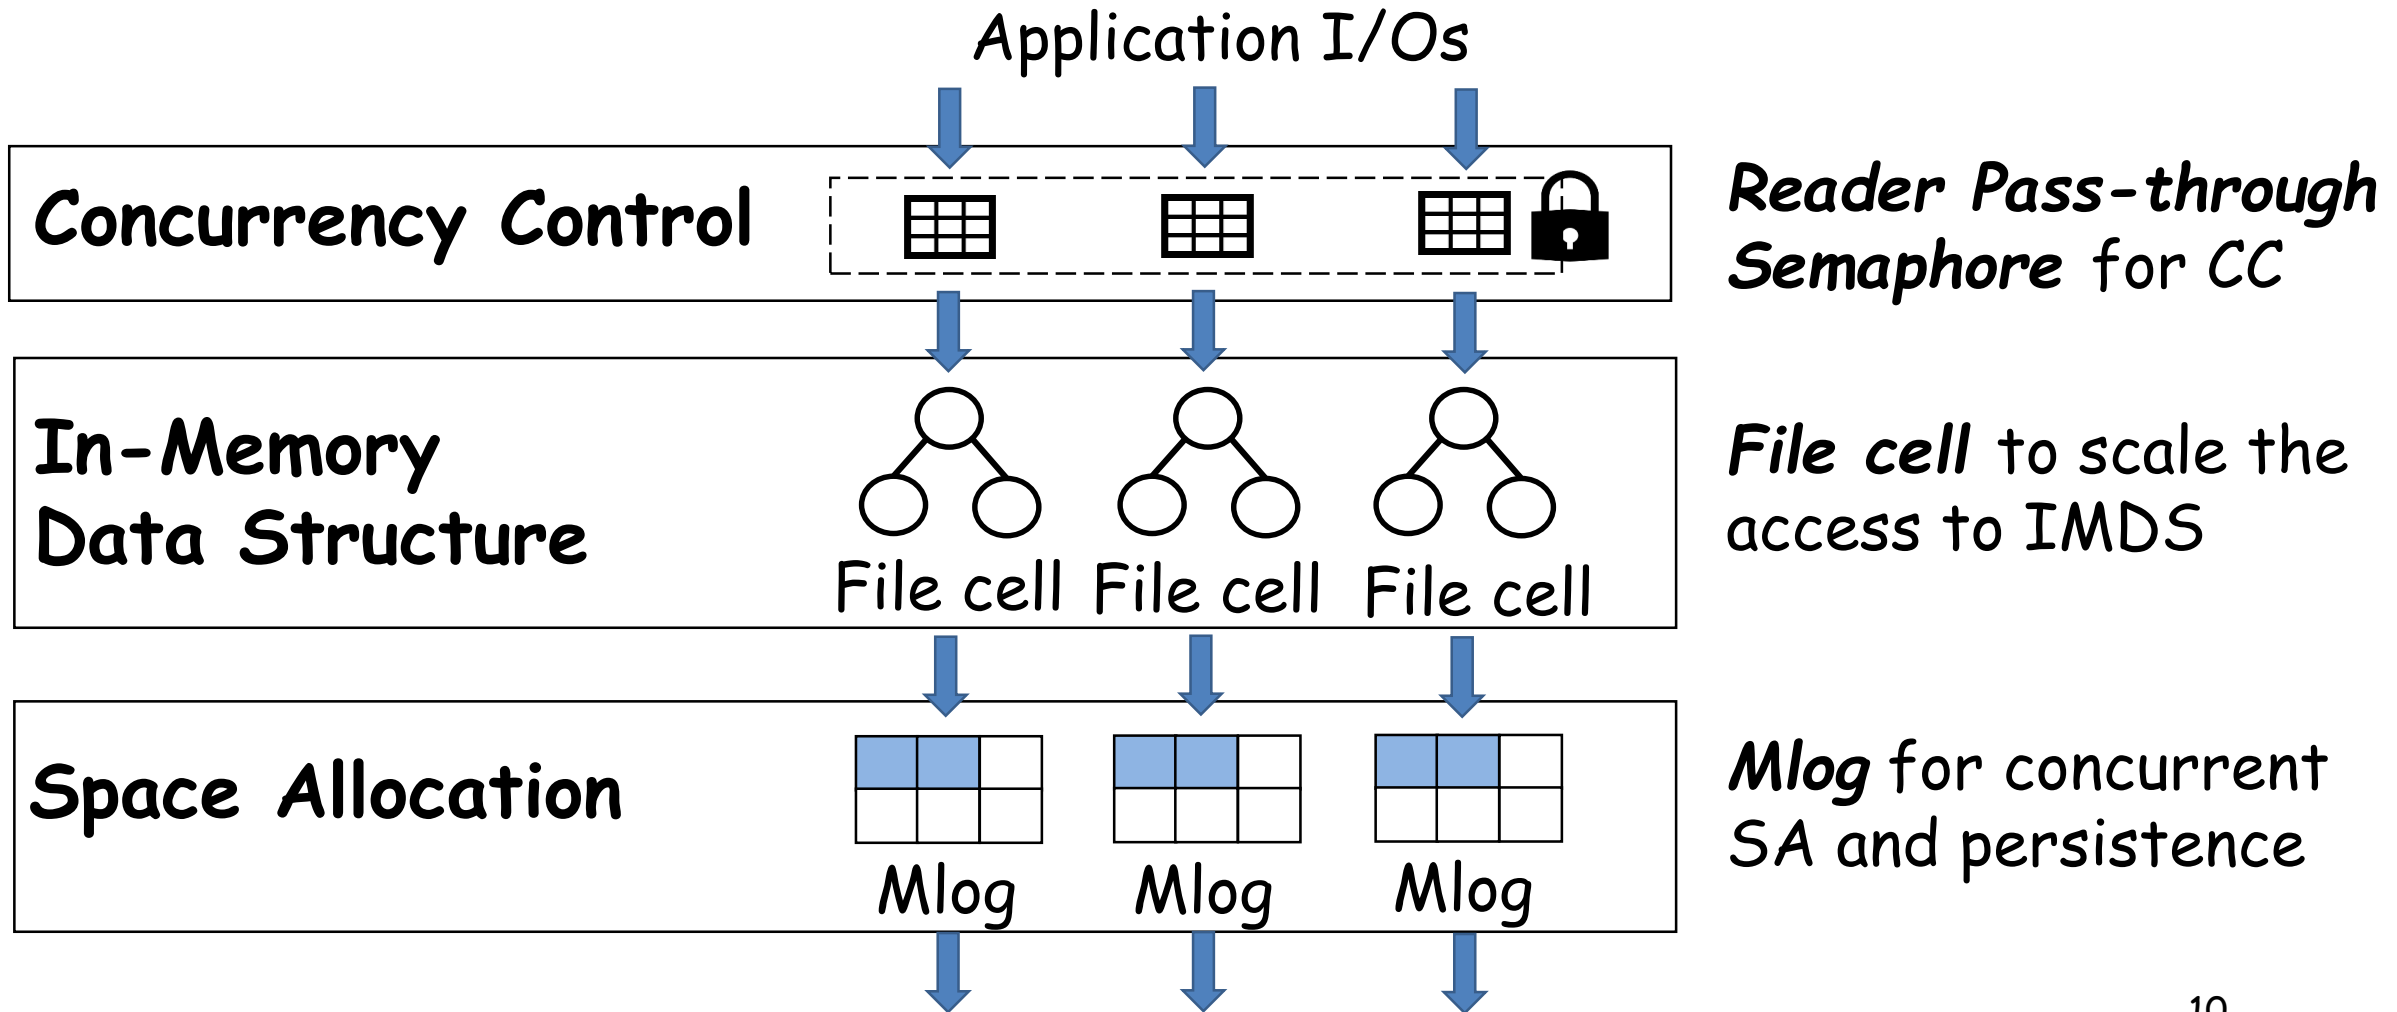 Application I/Os
Concurrency Control
Reader Pass-through
Semaphore for CC
In-Memory
Data Structure
File cell File cell File cell
File cell to scale the
access to IMDS
Space Allocation
Mlog Mlog Mlog
Mlog for concurrent
SA and persistence
10